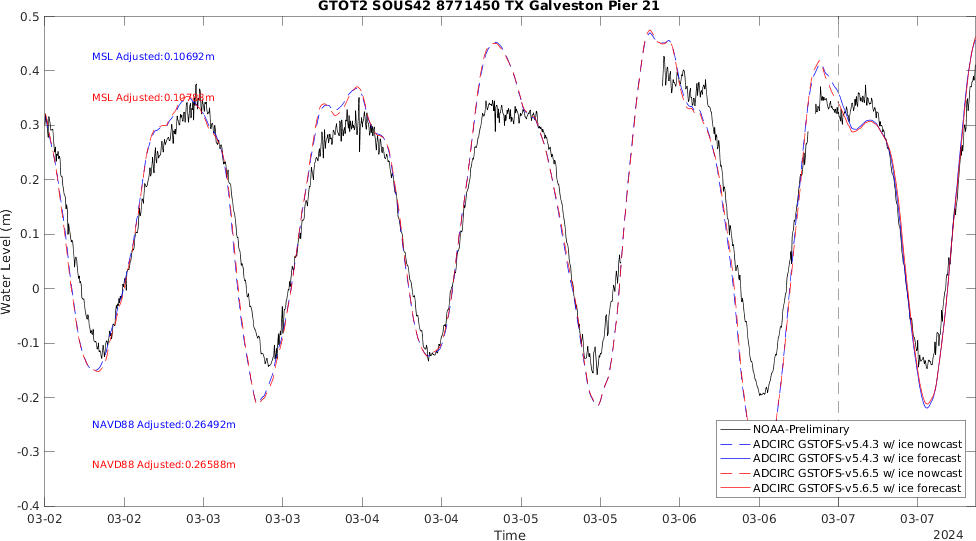 GTOT2 SOUS42 8771450 TX Galveston Pier 21
0.5
0.4
0.3
0.2
0.1
0
-0.1
-0.2
-0.3
-0.4
Water Level (m)
MSL Adjusted:0.10692m
MSL Adjusted:
NAVD88 Adjusted:0.26492m
NAVD88 Adjusted:0.26588m
NOAA-Preliminary
ADCIRC GSTOFS-v5.4.3 w/ ice nowcast
ADCIRC GSTOFS-v5.4.3 w/ ice forecast
ADCIRC GSTOFS-v5.6.5 w/ ice nowcast
ADCIRC GSTOFS-v5.6.5 w/ ice forecast
03-02 03-02 03-03 03-03 03-04 03-04 03-05 03-05 03-06 03-06 03-07 03-07
Time
2024